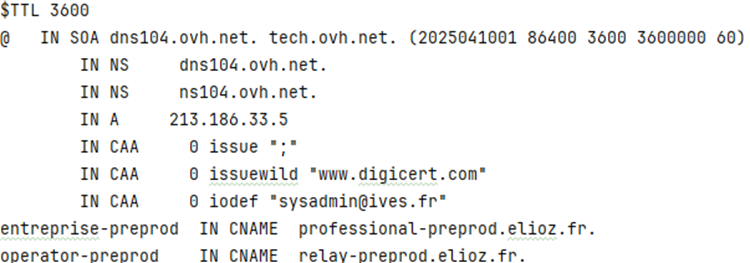 $TTL 3600
@ IN SOA dns104.ovh.net. tech.ovh.net. (2025041001 86400 3600 3600000 60)
IN NS dns104.ovh.net.
IN NS ns104.ovh.net.
IN A 213.186.33.5
IN CAA 0 issue ";"
IN CAA 0 issuewild "www.digicert.com"
IN CAA 0 iodef "sysadmin@ives.fr"
entreprise-preprod IN CNAME professional-preprod.elioz.fr.
operator-preprod IN CNAME relay-preprod.elioz.fr.